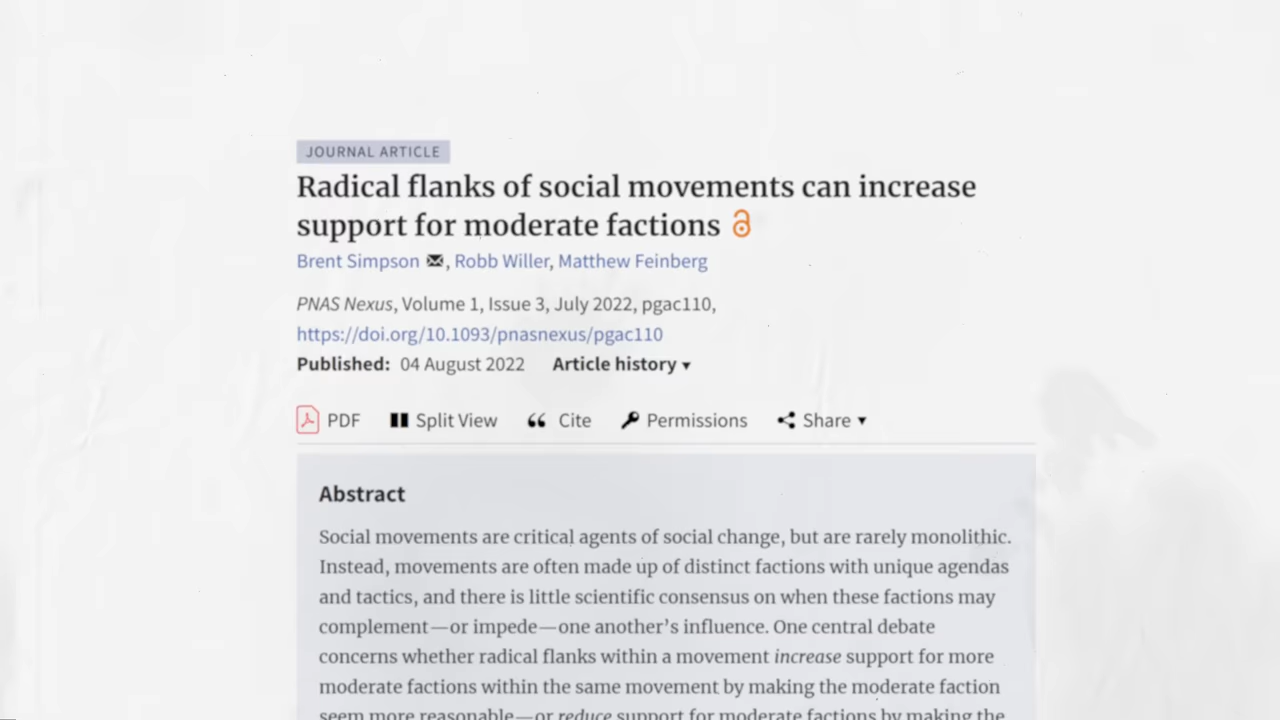 JOURNAL ARTICLE
Radical flanks of social movements can increase
support for moderate factions
Brent Simpson, Robb Willer, Matthew Feinberg
PNAS Nexus, Volume 1, Issue 3, July 2022, pgac110,
https://doi.org/10.1093/pnasnexus/pgac110
Published: 04 August 2022 Article history
PDF Split View Cite Permissions Share
Abstract
Social movements are critical agents of social change, but are rarely monolithic.
Instead, movements are often made up of distinct factions with unique agendas
and tactics, and there is little scientific consensus on when these factions may
complement—or impede—one another’s influence. One central debate
concerns whether radical flanks within a movement increase support for more
moderate factions within the same movement by making the moderate faction
seem more reasonable—or reduce support for moderate factions by making the